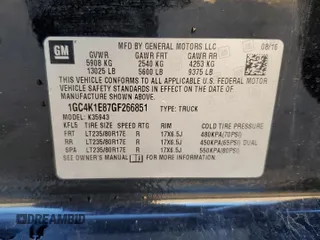 GM
MFD BY GENERAL MOTORS LLC
08/16
GVWR GAWR FRT GAWR RR
5908 KG 2540 KG 4253 KG
13025 LB 5600 LB 9375 LB
THIS VEHICLE CONFORMS TO ALL APPLICABLE U.S. FEDERAL MOTOR
VEHICLE SAFETY STANDARDS IN EFFECT ON THE DATE OF
MANUFACTURE SHOWN ABOVE.
1GC4K1E87GF266851 TYPE: TRUCK
MODEL: K35943
KFL5 TIRE SIZE SPEED RTG RIM COLD TIRE PRESSURE
FRT LT235/80R17E R 17X6.5J 480KPA(70PSI)
RR LT235/80R17E R 17X6.5J 450KPA(65PSI) DUAL
SPA LT235/80R17E R 17X6.5J 550KPA(80PSI)
SEE OWNER'S MANUAL FOR ADDITIONAL INFORMATION.